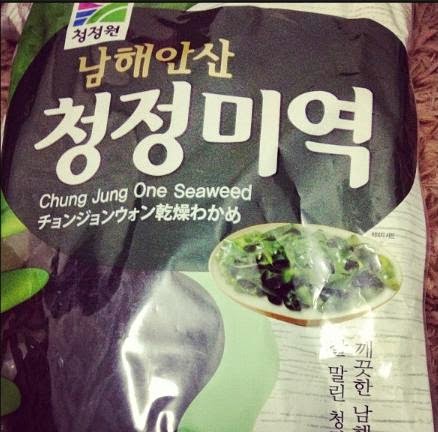 청정원
남해안산
청정미역
Chung Jung One Seaweed
チョンジョンウォン乾燥わかめ
깨끗한 남해
말린 청